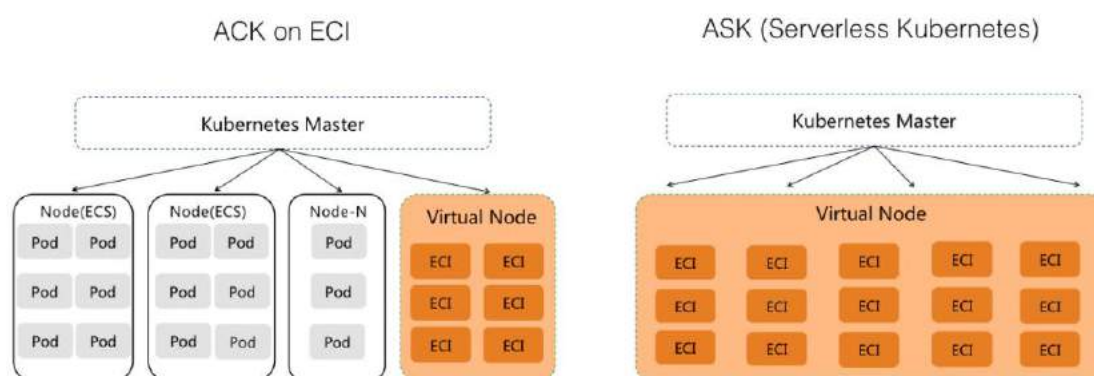 ACK on ECI
Kubernetes Master
Node(ECS)
Pod Pod
Pod Pod
Pod Pod
Node(ECS)
Pod Pod
Pod Pod
Pod Pod
Node-N
Pod
Pod
Pod
Virtual Node
ECI ECI
ECI ECI
ECI ECI
ASK (Serverless Kubernetes)
Kubernetes Master
Virtual Node
ECI ECI ECI ECI ECI
ECI ECI ECI ECI ECI
ECI ECI ECI ECI ECI